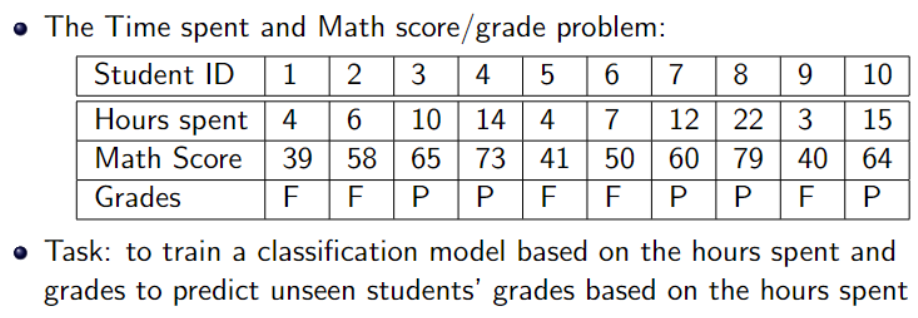 The Time spent and Math score/grade problem:
Student ID 1 2 3 4 5 6 7 8 9 10
Hours spent 4 6 10 14 4 7 12 22 3 15
Math Score 39 58 65 73 41 50 60 79 40 64
Grades F F P P F F P P F P
Task: to train a classification model based on the hours spent and
grades to predict unseen students' grades based on the hours spent